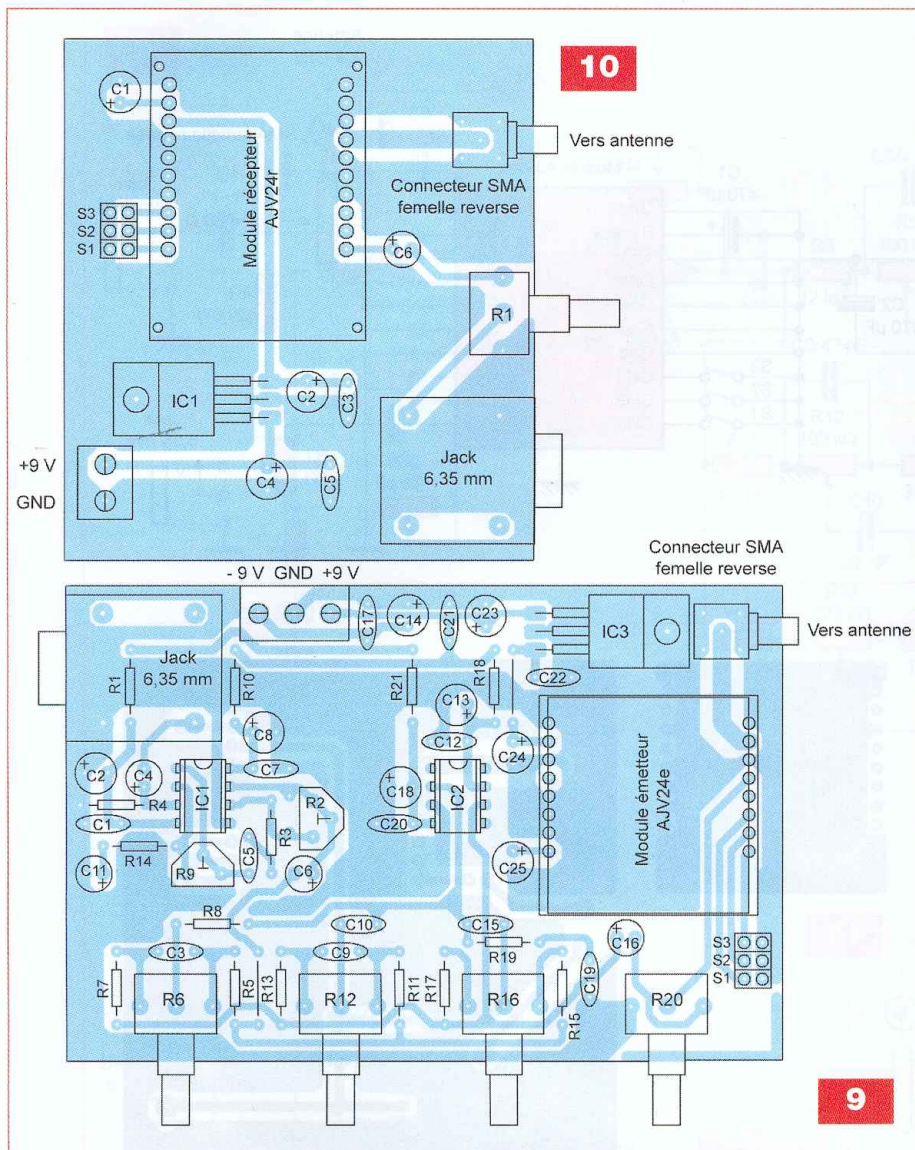 10
C1
+
Module récepteur
AJV24r
Vers antenne
Connecteur SMA
femelle reverse
S3
S2
S1
C6
+
R1
IC1
C2
+
C3
+9 V
GND
C4
+
C5
Jack
6,35 mm
Connecteur SMA
femelle reverse
- 9 V GND +9 V
C17
C14
+
C21
C23
+
IC3
Vers antenne
Jack
6,35 mm
R1
R10
R21
R18
C22
C13
+
C8
+
C12
C24
+
C2
+
C4
+
C7
IC1
R4
R2
C18
+
IC2
Module émetteur
AJV24e
C1
R3
C20
R14
C5
C11
+
R9
C6
+
C25
+
R8
C10
C15
C16
+
C3
C9
R19
S3
S2
S1
R7
R6
R5
R13
R12
R11
R17
R16
R15
C19
R20
9